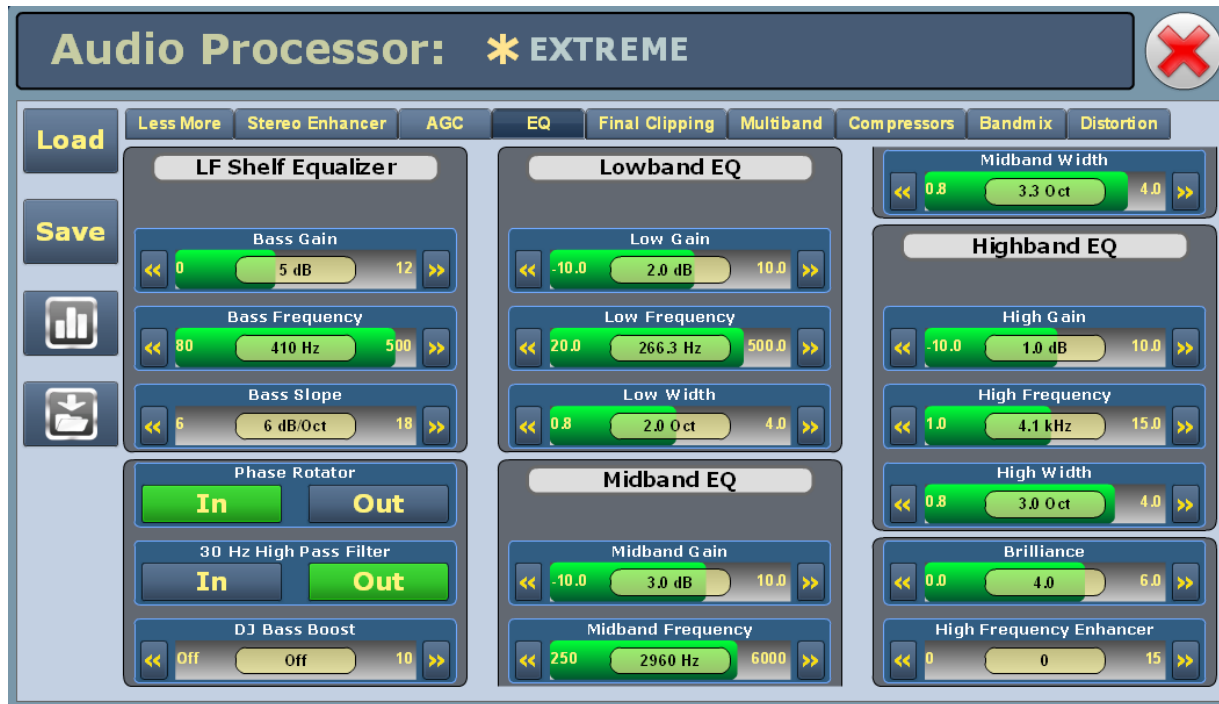 Audio Processor: * EXTREME
Load
Save
Less More Stereo Enhancer AGC EQ Final Clipping Multiband Compressors Bandmix Distortion
LF Shelf Equalizer
Bass Gain
<< 0 5 dB 12 >>
Bass Frequency
<< 80 410 Hz 500 >>
Bass Slope
<< 6 6 dB/Oct 18 >>
Phase Rotator
In Out
30 Hz High Pass Filter
In Out
DJ Bass Boost
<< Off Off 10 >>
Lowband EQ
Low Gain
<< -10.0 2.0 dB 10.0 >>
Low Frequency
<< 20.0 266.3 Hz 500.0 >>
Low Width
<< 0.8 2.0 Oct 4.0 >>
Midband EQ
Midband Gain
<< -10.0 3.0 dB 10.0 >>
Midband Frequency
<< 250 2960 Hz 6000 >>
Midband Width
<< 0.8 3.3 Oct 4.0 >>
Highband EQ
High Gain
<< -10.0 1.0 dB 10.0 >>
High Frequency
<< 1.0 4.1 kHz 15.0 >>
High Width
<< 0.8 3.0 Oct 4.0 >>
Brilliance
<< 0.0 4.0 6.0 >>
High Frequency Enhancer
<< 0 0 15 >>